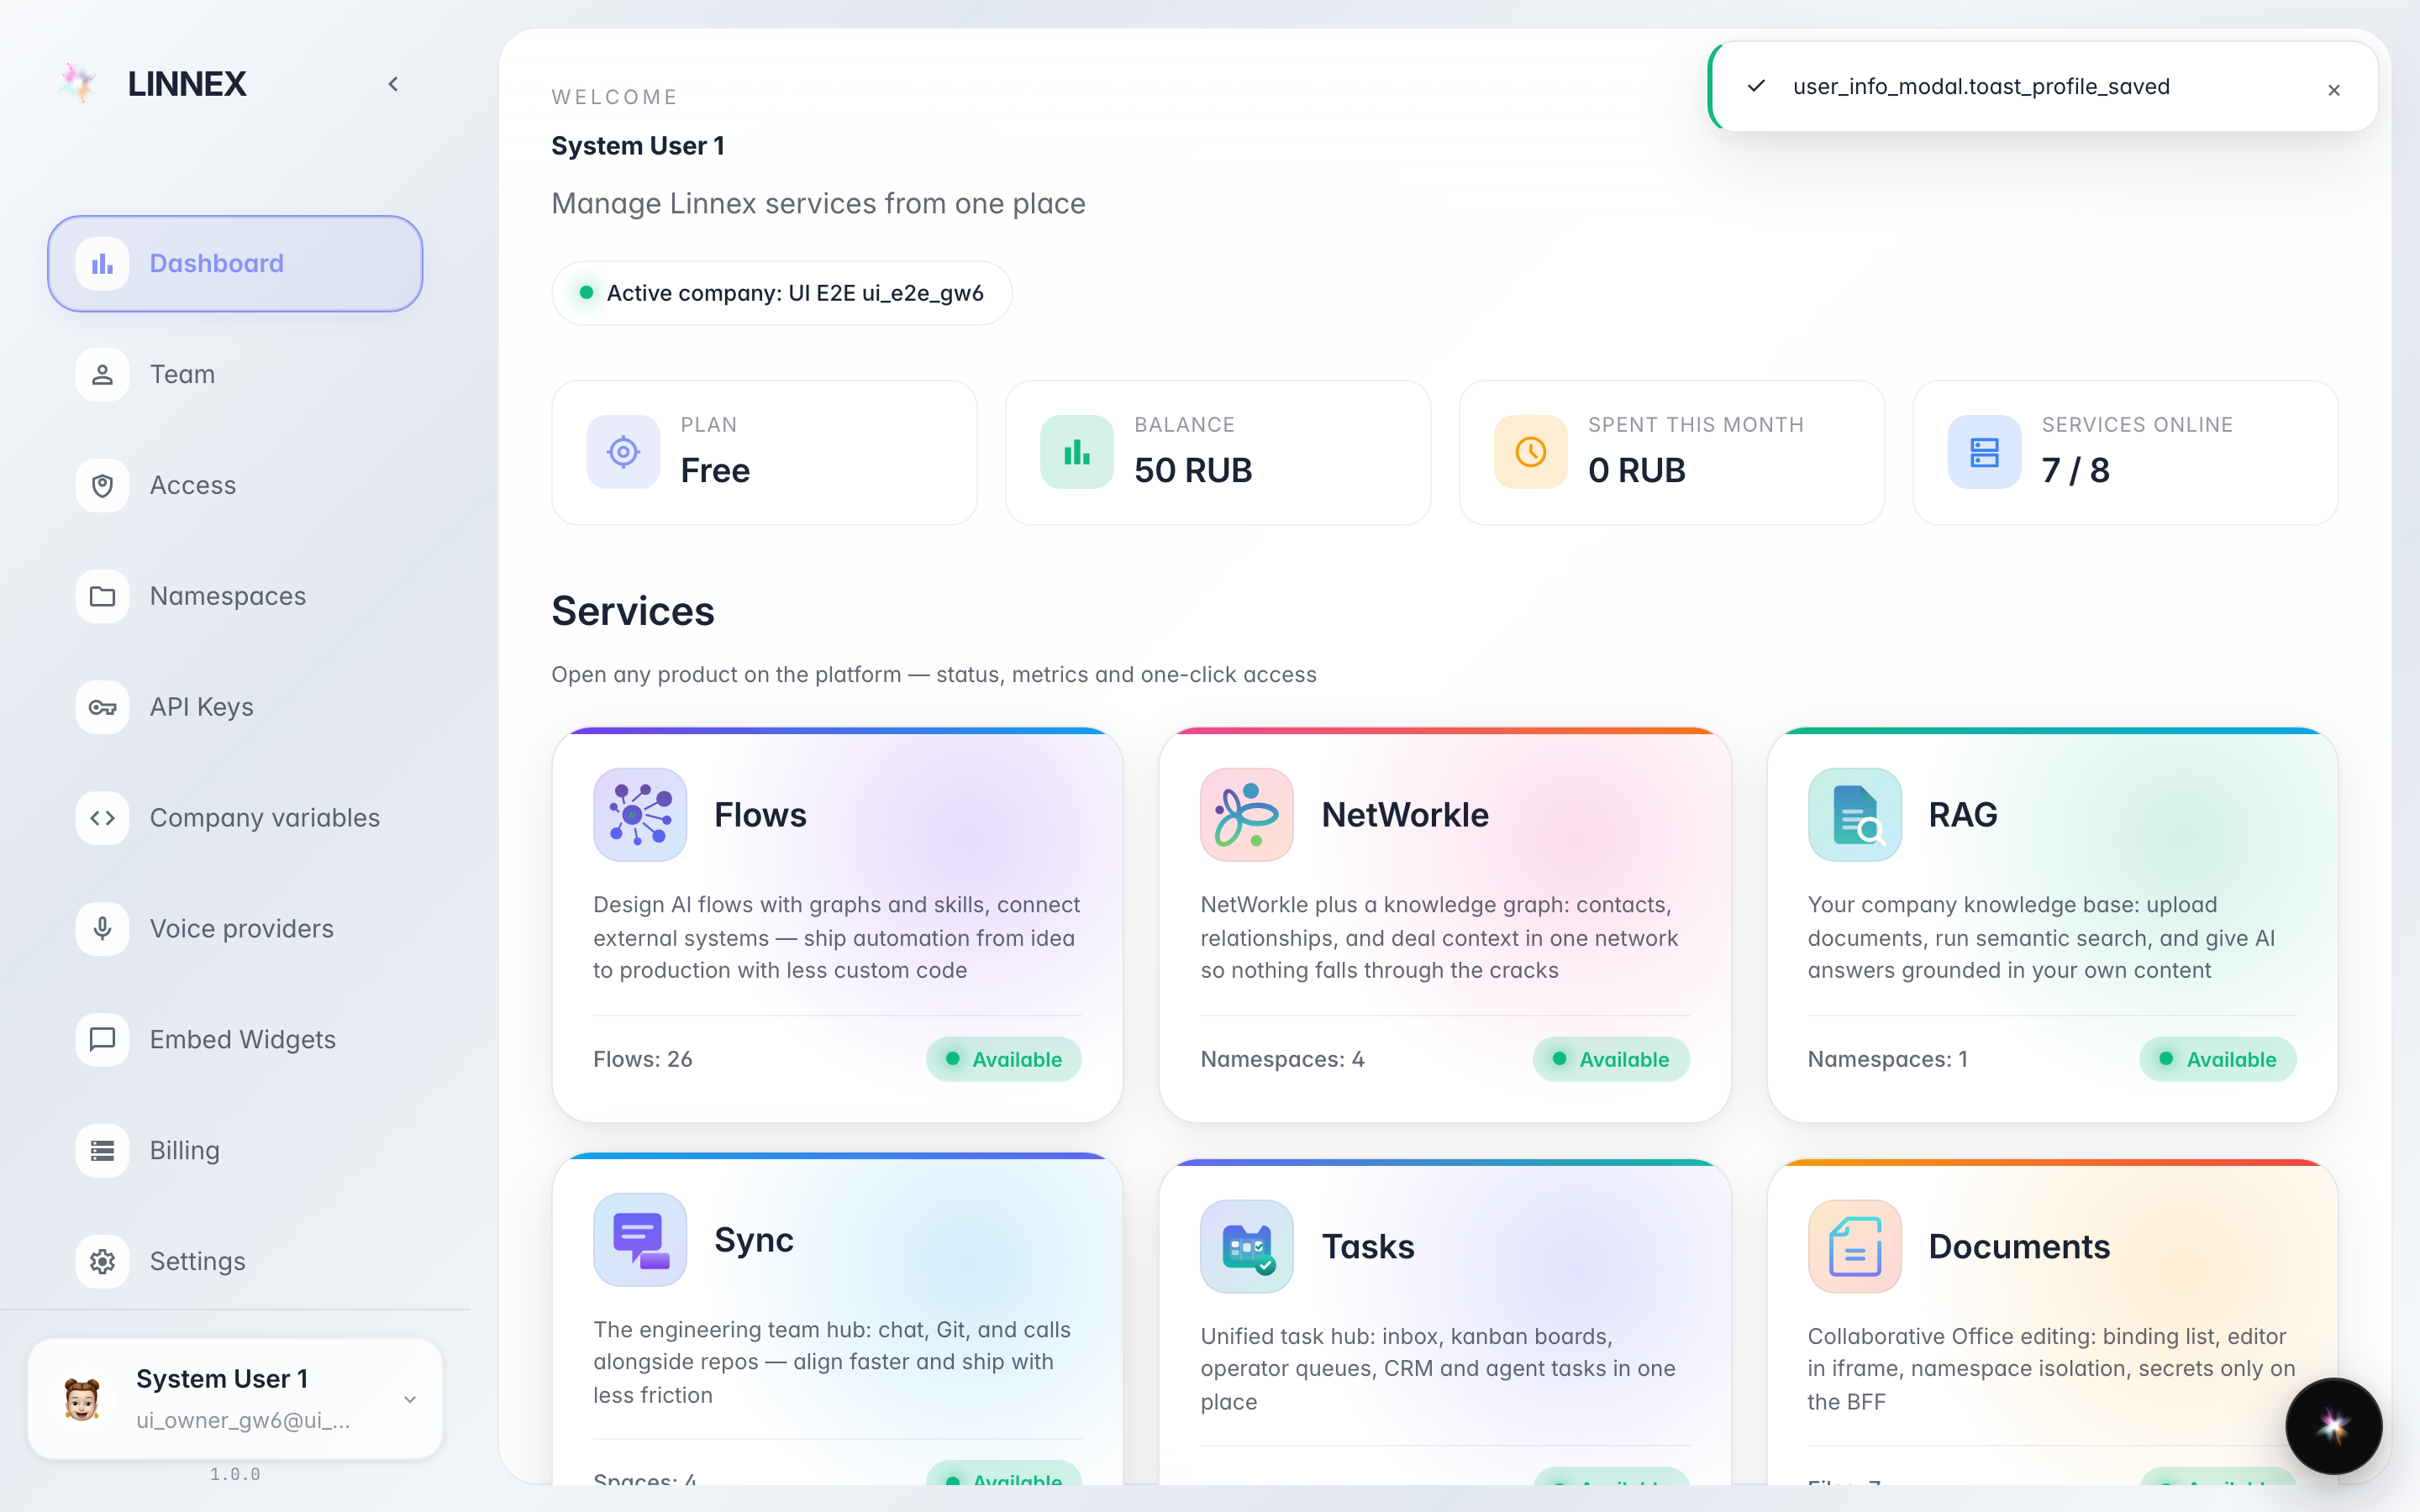 LINNEX
Dashboard
Team
Access
Namespaces
API Keys
Company variables
Voice providers
Embed Widgets
Billing
Settings
System User 1
ui_owner_gw6@ui_...
1.0.0
WELCOME
System User 1
Manage Linnex services from one place
Active company: UI E2E ui_e2e_gw6
user_info_modal.toast_profile_saved
PLAN
Free
BALANCE
50 RUB
SPENT THIS MONTH
0 RUB
SERVICES ONLINE
7 / 8
Services
Open any product on the platform — status, metrics and one-click access
Flows
Design AI flows with graphs and skills, connect
external systems — ship automation from idea
to production with less custom code
Flows: 26
Available
NetWorkle
NetWorkle plus a knowledge graph: contacts,
relationships, and deal context in one network
so nothing falls through the cracks
Namespaces: 4
Available
RAG
Your company knowledge base: upload
documents, run semantic search, and give AI
answers grounded in your own content
Namespaces: 1
Available
Sync
The engineering team hub: chat, Git, and calls
alongside repos — align faster and ship with
less friction
Spaces: 4
Available
Tasks
Unified task hub: inbox, kanban boards,
operator queues, CRM and agent tasks in one
place
Documents
Collaborative Office editing: binding list, editor
in iframe, namespace isolation, secrets only on
the BFF